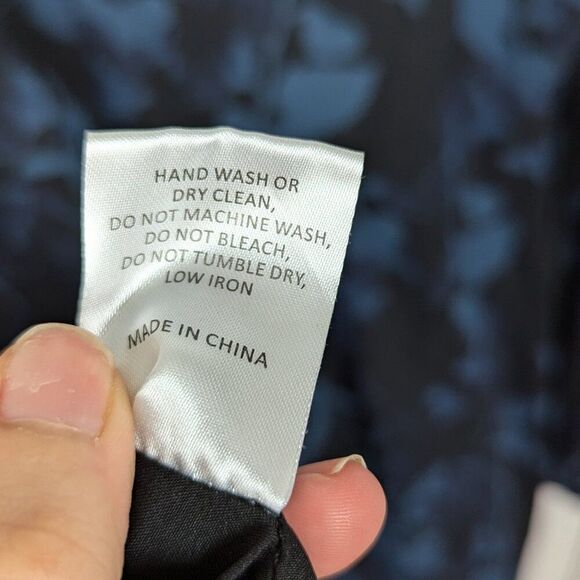 HAND WASH OR
DRY CLEAN,
DO NOT MACHINE WASH,
DO NOT BLEACH,
DO NOT TUMBLE DRY,
LOW IRON
MADE IN CHINA